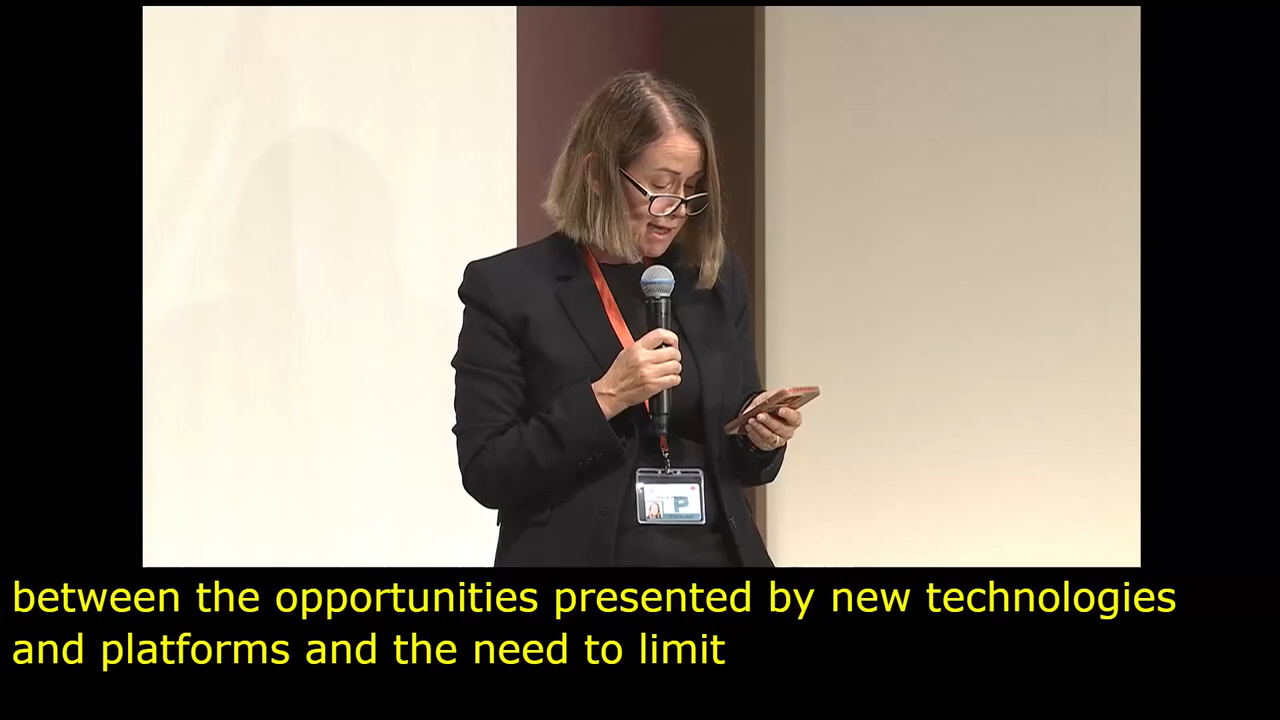 P
between the opportunities presented by new technologies
and platforms and the need to limit